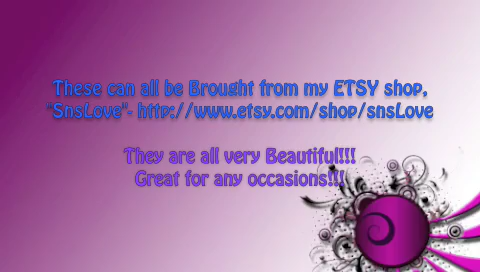 These can all be Brought from my ETSY shop,
"SnsLove"- http://www.etsy.com/shop/snsLove
They are all very Beautiful!!!
Great for any occasions!!!